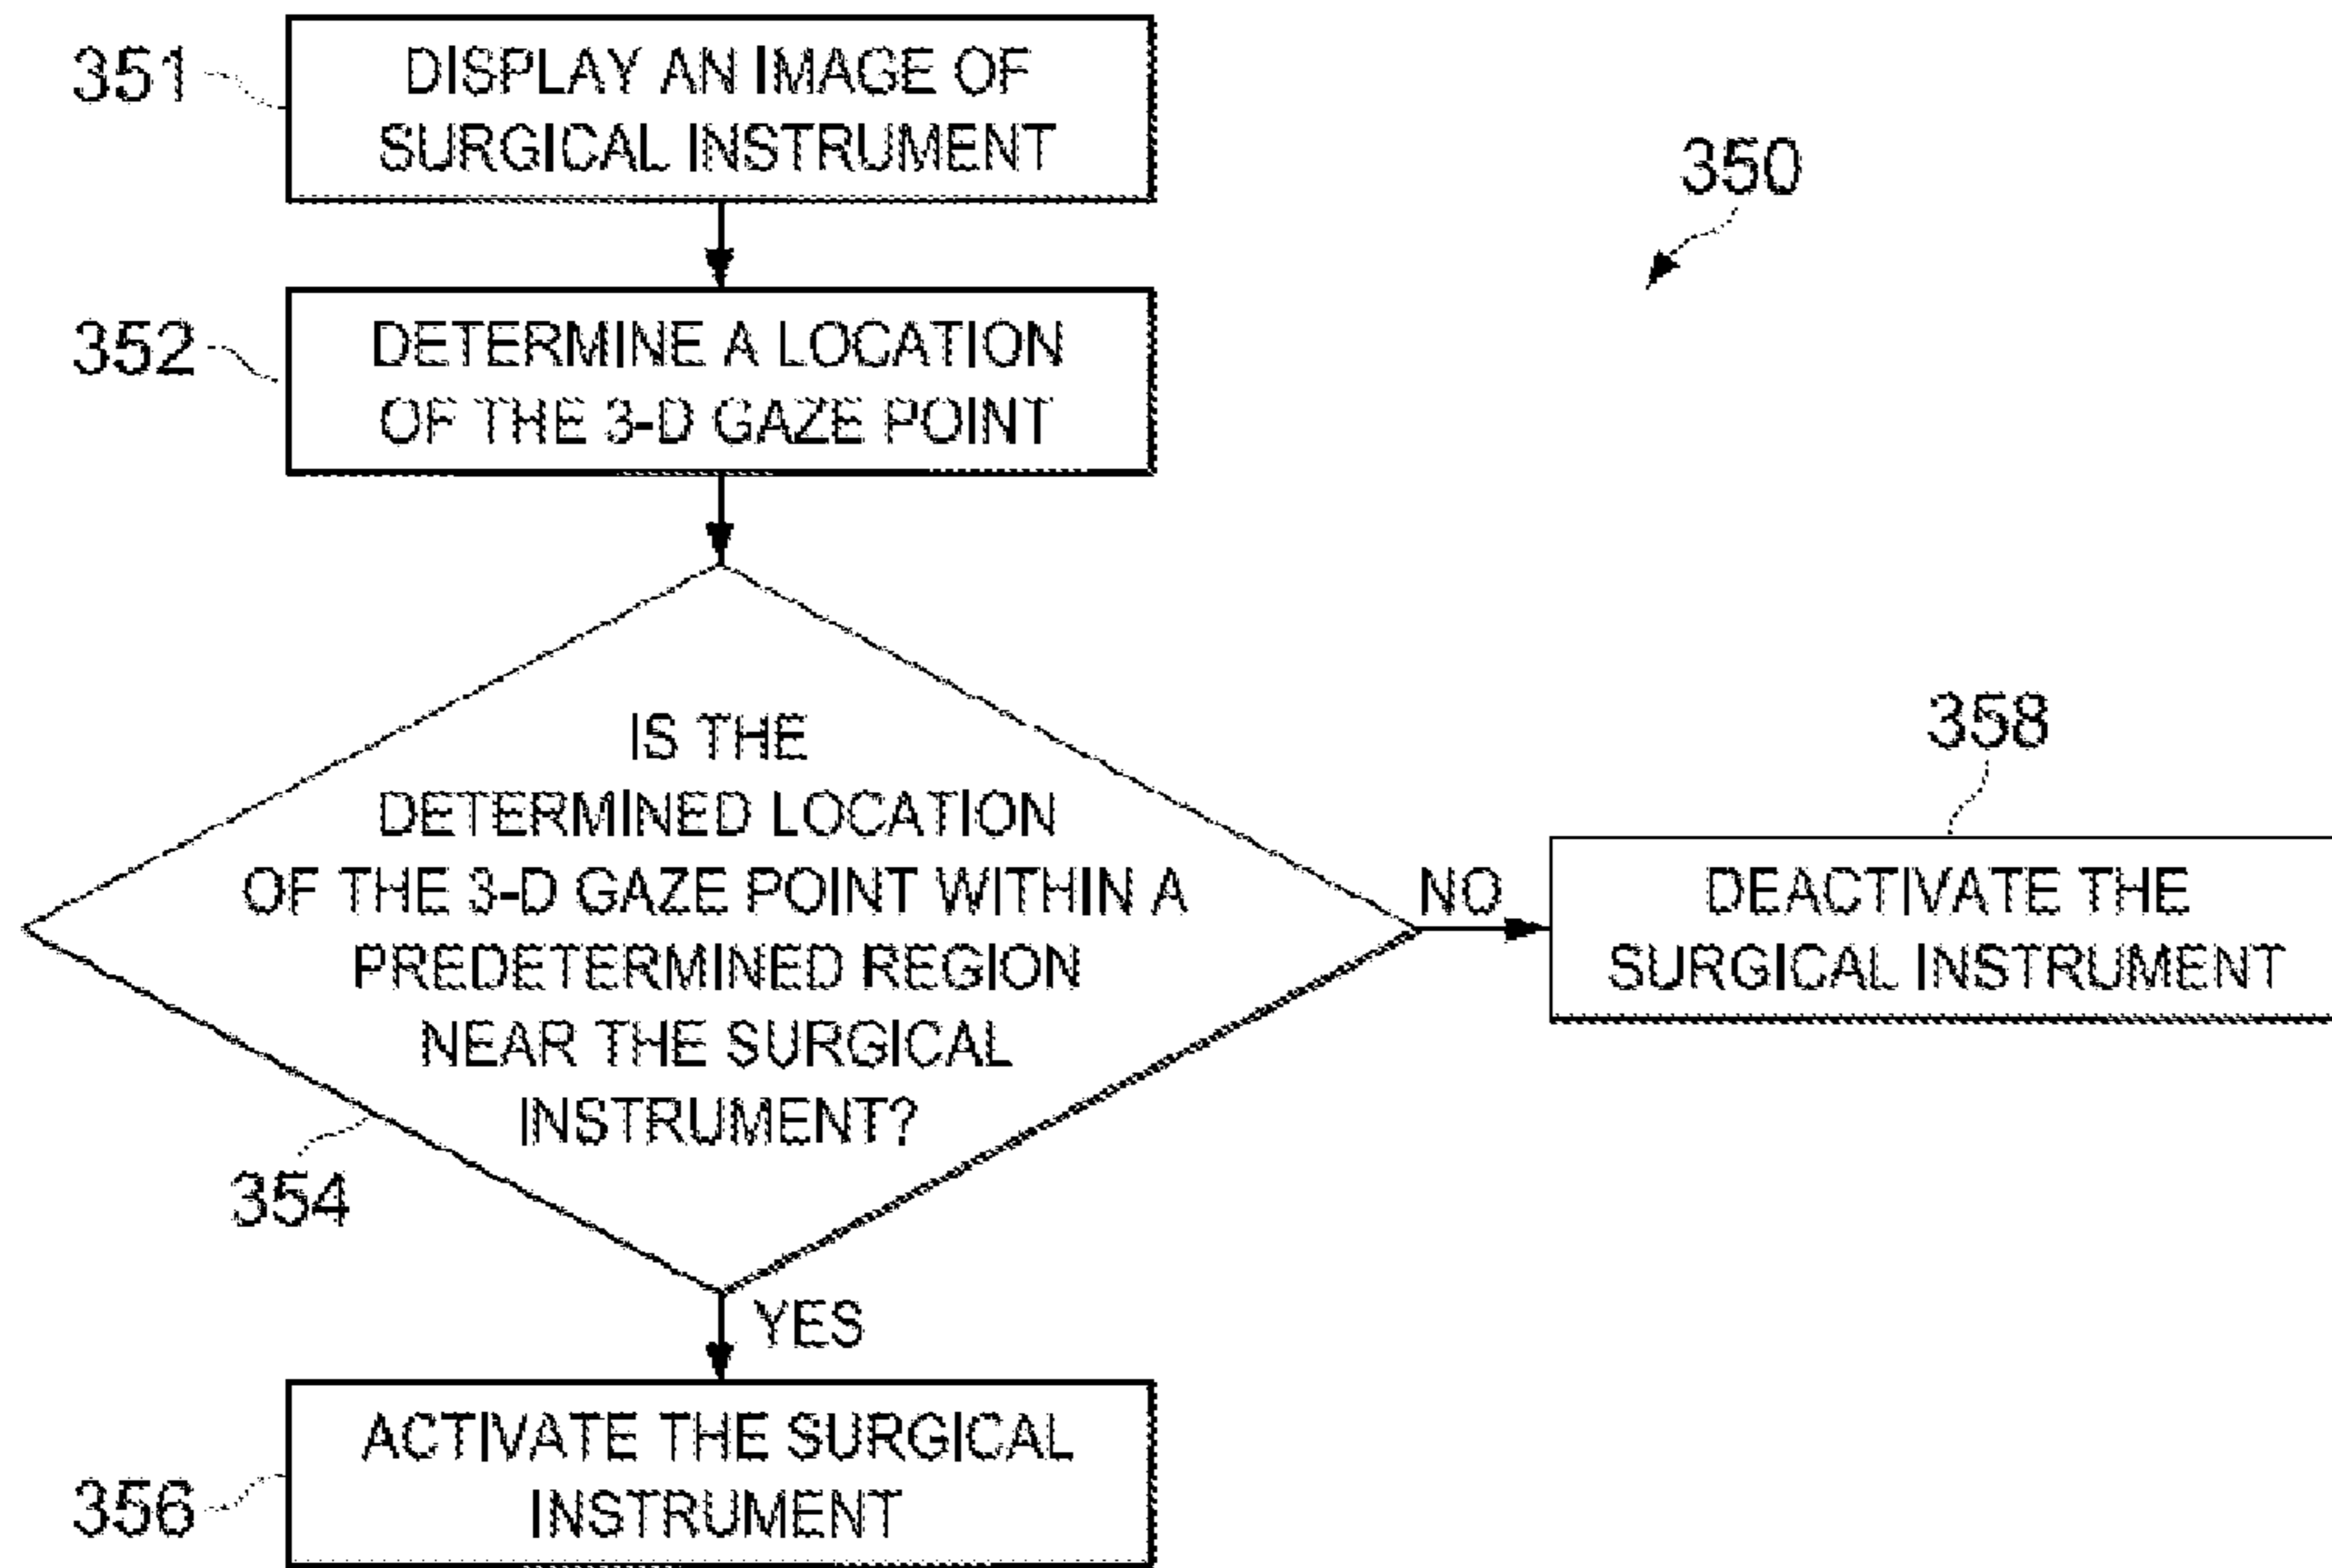 351
DISPLAY AN IMAGE OF
SURGICAL INSTRUMENT
350
352
DETERMINE A LOCATION
OF THE 3-D GAZE POINT
IS THE
DETERMINED LOCATION
OF THE 3-D GAZE POINT WITHIN A
PREDETERMINED REGION
NEAR THE SURGICAL
INSTRUMENT?
354
NO
358
DEACTIVATE THE
SURGICAL INSTRUMENT
YES
356
ACTIVATE THE SURGICAL
INSTRUMENT